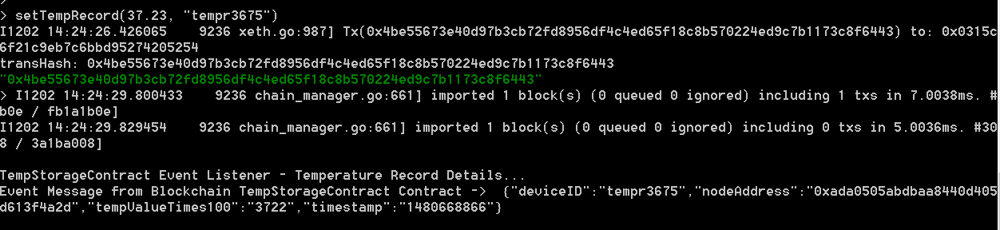 >
> setTempRecord(37.23, "tempr3675")
I1202 14:24:26.426065    9236 xeth.go:987] Tx(0x4be55673e40d97b3cb72fd8956df4c4ed65f18c8b570224ed9c7b1173c8f6443) to: 0x0315c
6f21c9eb7c6bbd95274205254
transHash: 0x4be55673e40d97b3cb72fd8956df4c4ed65f18c8b570224ed9c7b1173c8f6443
"0x4be55673e40d97b3cb72fd8956df4c4ed65f18c8b570224ed9c7b1173c8f6443"
> I1202 14:24:29.800433    9236 chain_manager.go:661] imported 1 block(s) (0 queued 0 ignored) including 1 txs in 7.0038ms. #
b0e / fb1a1b0e]
I1202 14:24:29.829454    9236 chain_manager.go:661] imported 1 block(s) (0 queued 0 ignored) including 0 txs in 5.0036ms. #30
8 / 3a1ba008]
TempStorageContract Event Listener - Temperature Record Details...
Event Message from Blockchain TempStorageContract Contract ->  {"deviceID":"tempr3675","nodeAddress":"0xada0505abdbaa8440d405
d613f4a2d","tempValueTimes100":"3722","timestamp":"1480668866"}